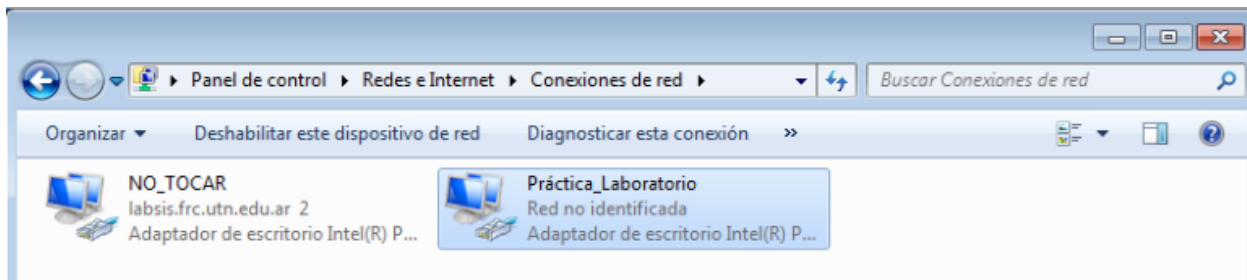 Panel de control ▸ Redes e Internet ▸ Conexiones de red ▸
Buscar Conexiones de red
Organizar Deshabilitar este dispositivo de red Diagnosticar esta conexión »
NO_TOCAR
labsis.frc.utn.edu.ar 2
Adaptador de escritorio Intel(R) P...
Práctica_Laboratorio
Red no identificada
Adaptador de escritorio Intel(R) P...